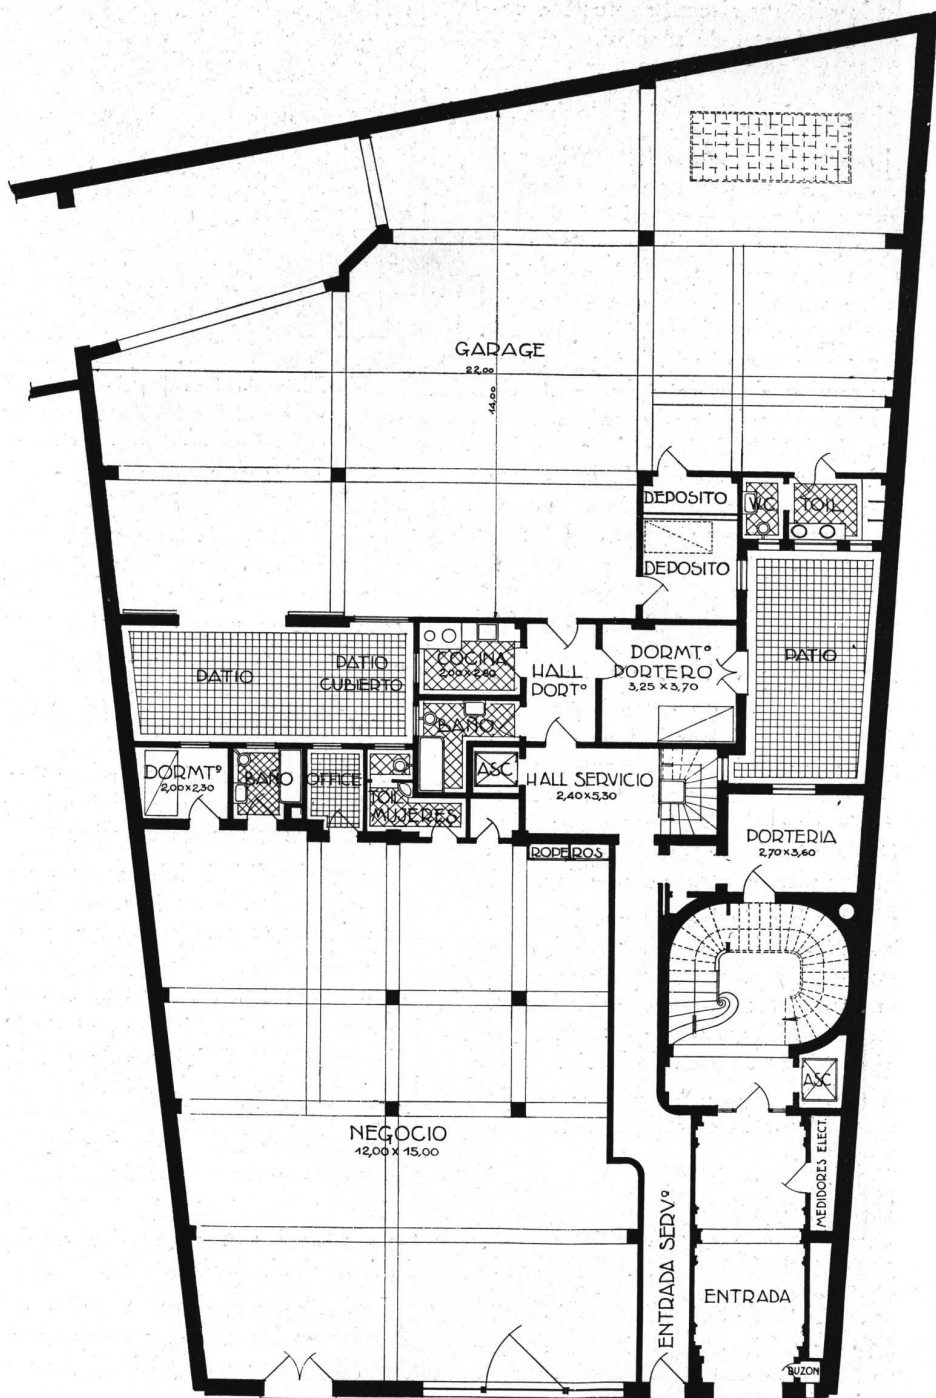 GARAGE
22,00
14,00
DEPOSITO
W.C.
TOIL.
DEPOSITO
PATIO
PATIO
CUBIERTO
COCINA
2,00 x 2,80
HALL
PORTº
DORMTº
PORTERO
3,25 x 3,70
PATIO
BAÑO
DORMTº
2,00 x 2,30
BAÑO
OFFICE
TOIL.
MUJERES
ASC
HALL SERVICIO
2,40 x 5,30
ROPEROS
PORTERIA
2,70 x 3,60
ASC
NEGOCIO
12,00 x 15,00
MEDIDORES ELECT.
ENTRADA SERVº
ENTRADA
BUZON